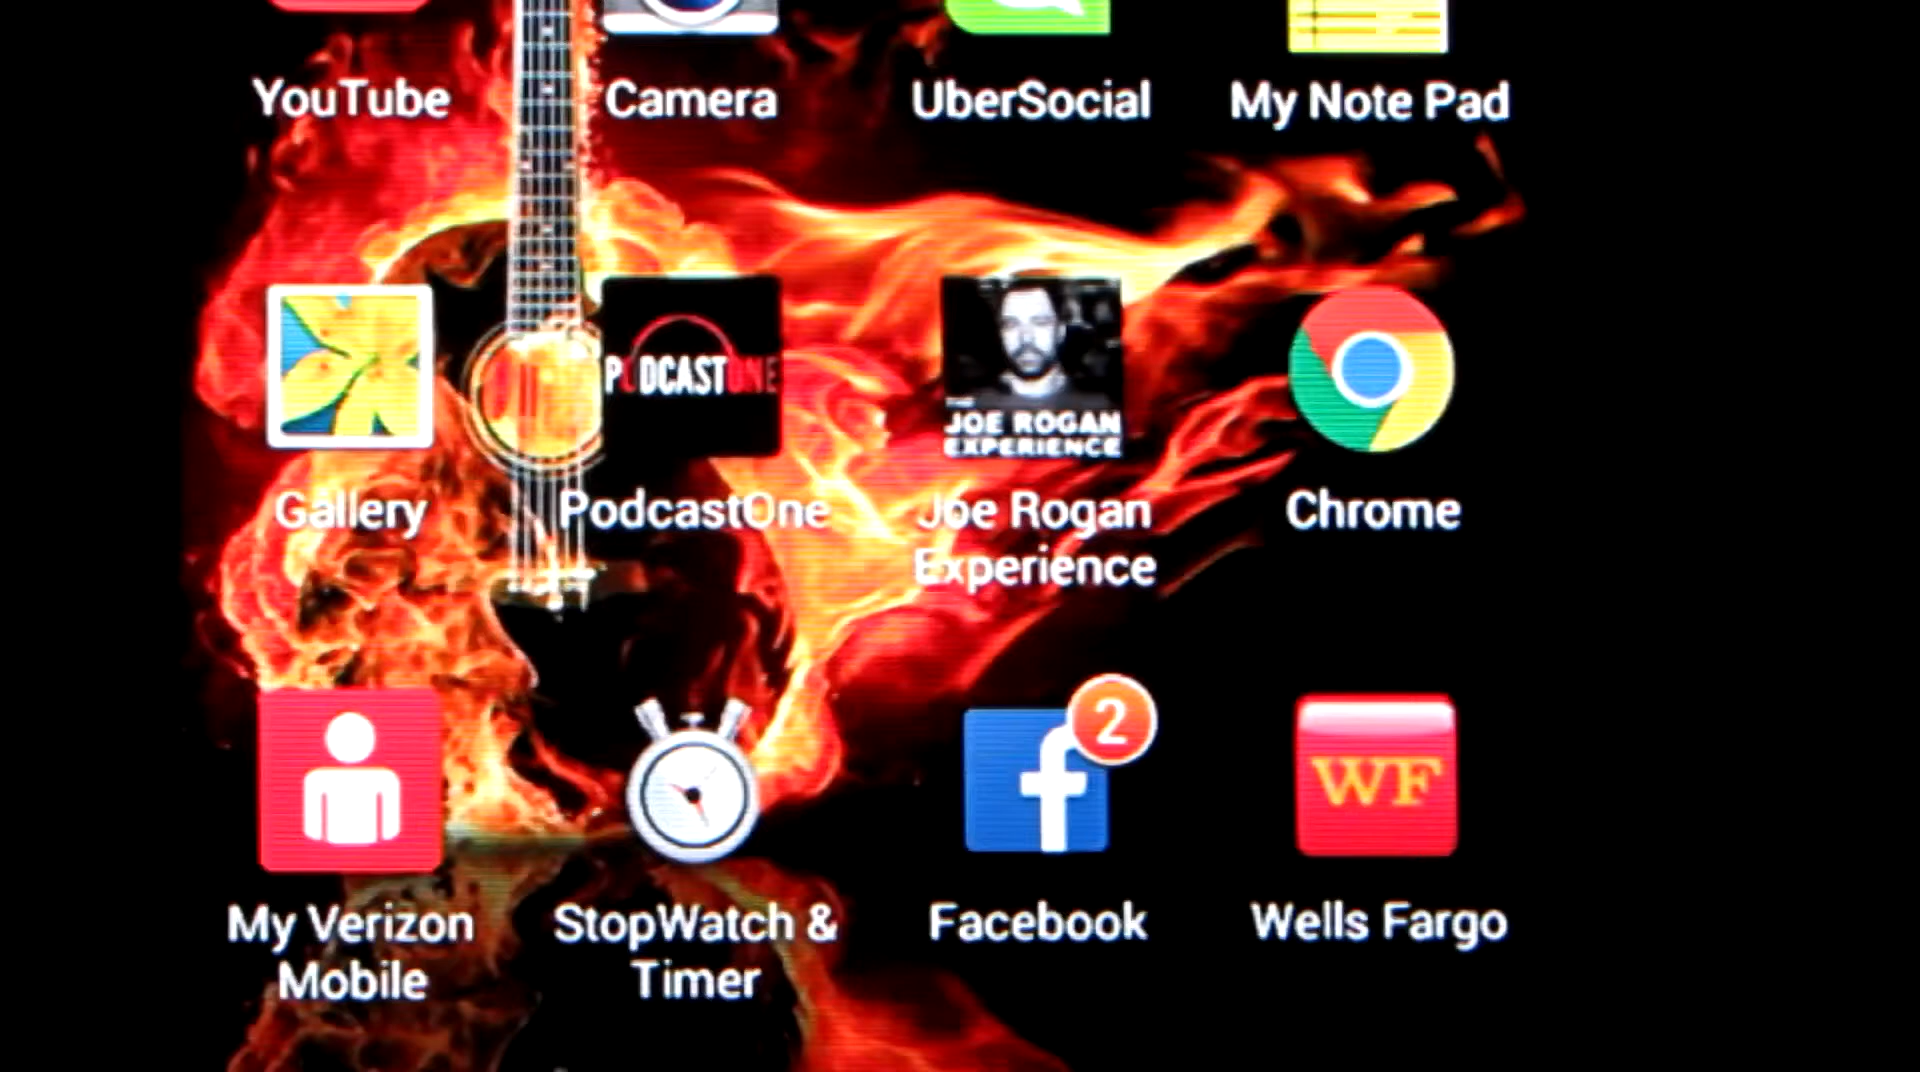 YouTube
Camera
UberSocial
My Note Pad
PODCASTONE
JOE ROGAN
EXPERIENCE
Gallery
PodcastOne
Joe Rogan
Experience
Chrome
2
f
WF
My Verizon
Mobile
StopWatch &
Timer
Facebook
Wells Fargo